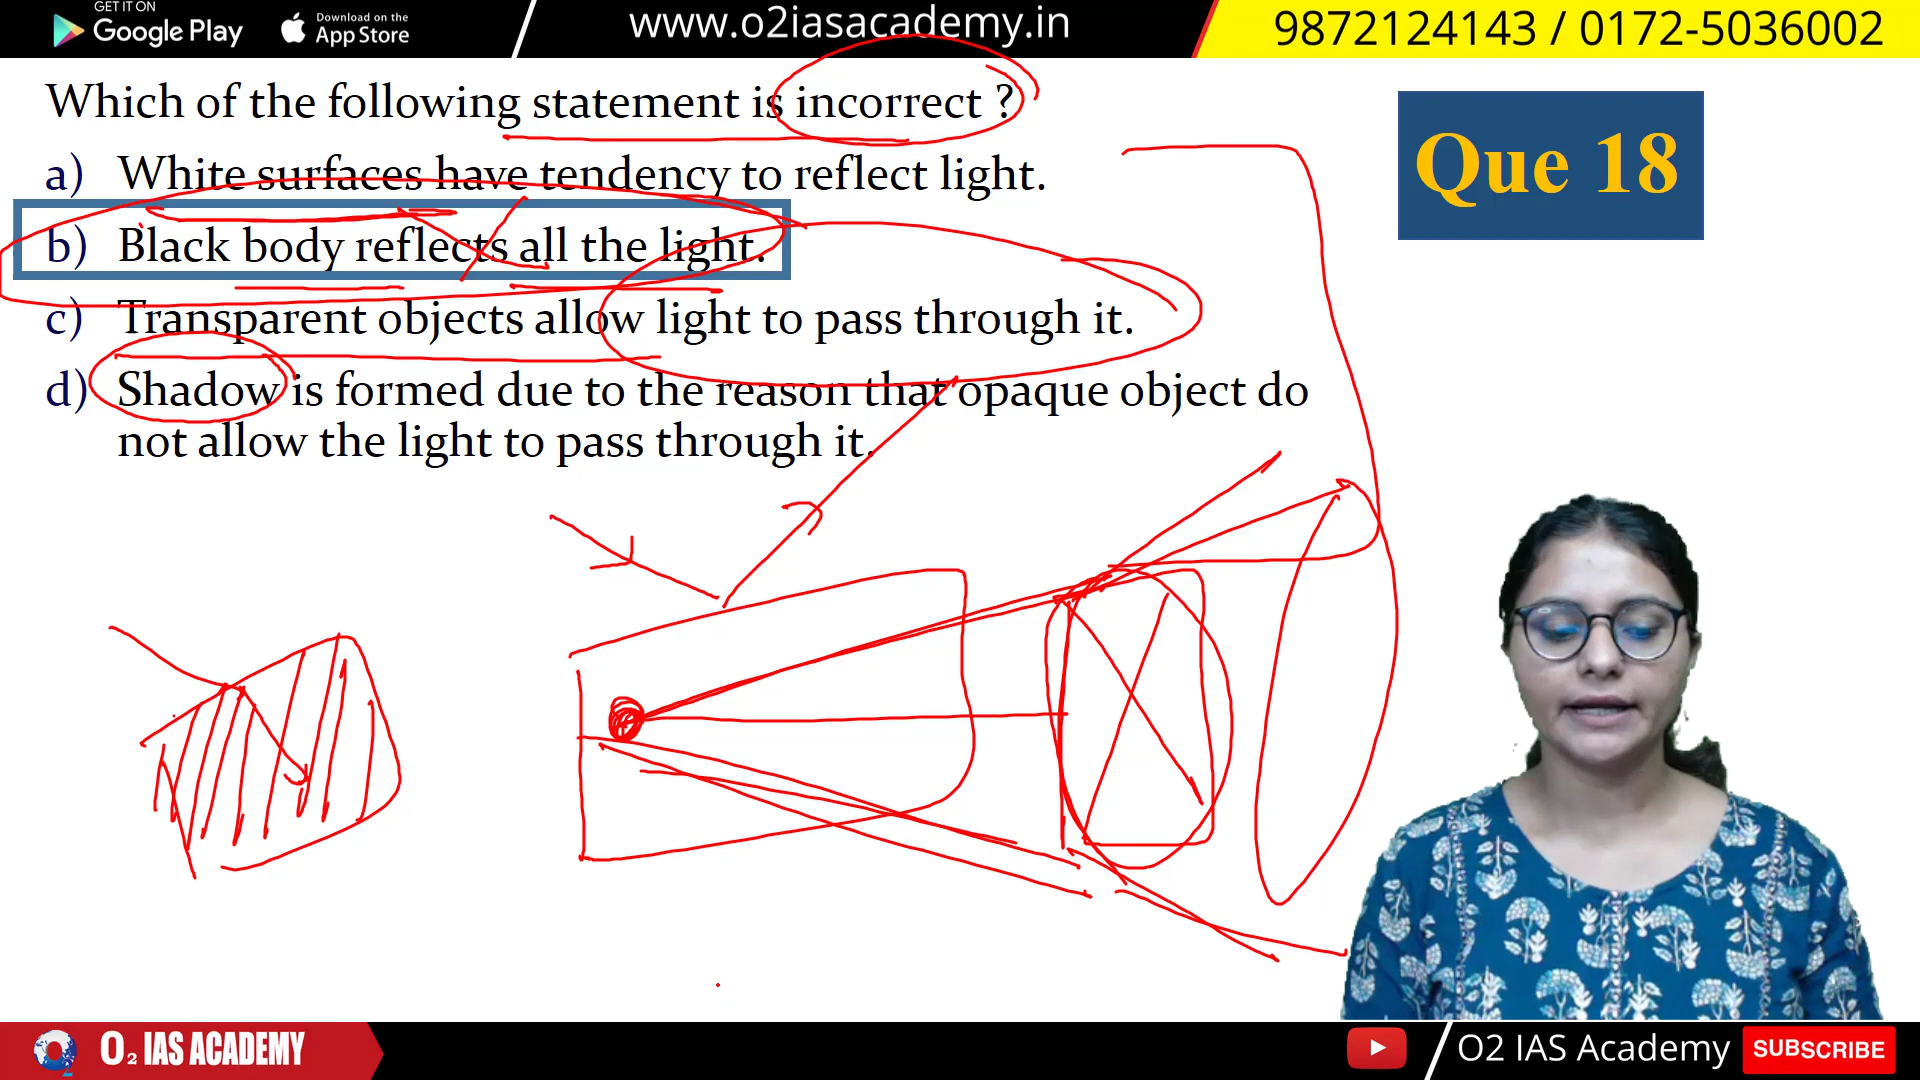 GET IT ON
Google Play
Download on the
App Store
www.o2iasacademy.in
9872124143 / 0172-5036002
Which of the following statement is incorrect ?
Que 18
a) White surfaces have tendency to reflect light.
b) Black body reflects all the light.
c) Transparent objects allow light to pass through it.
d) Shadow is formed due to the reason that opaque object do
not allow the light to pass through it.
O₂ IAS ACADEMY
O2 IAS Academy
SUBSCRIBE